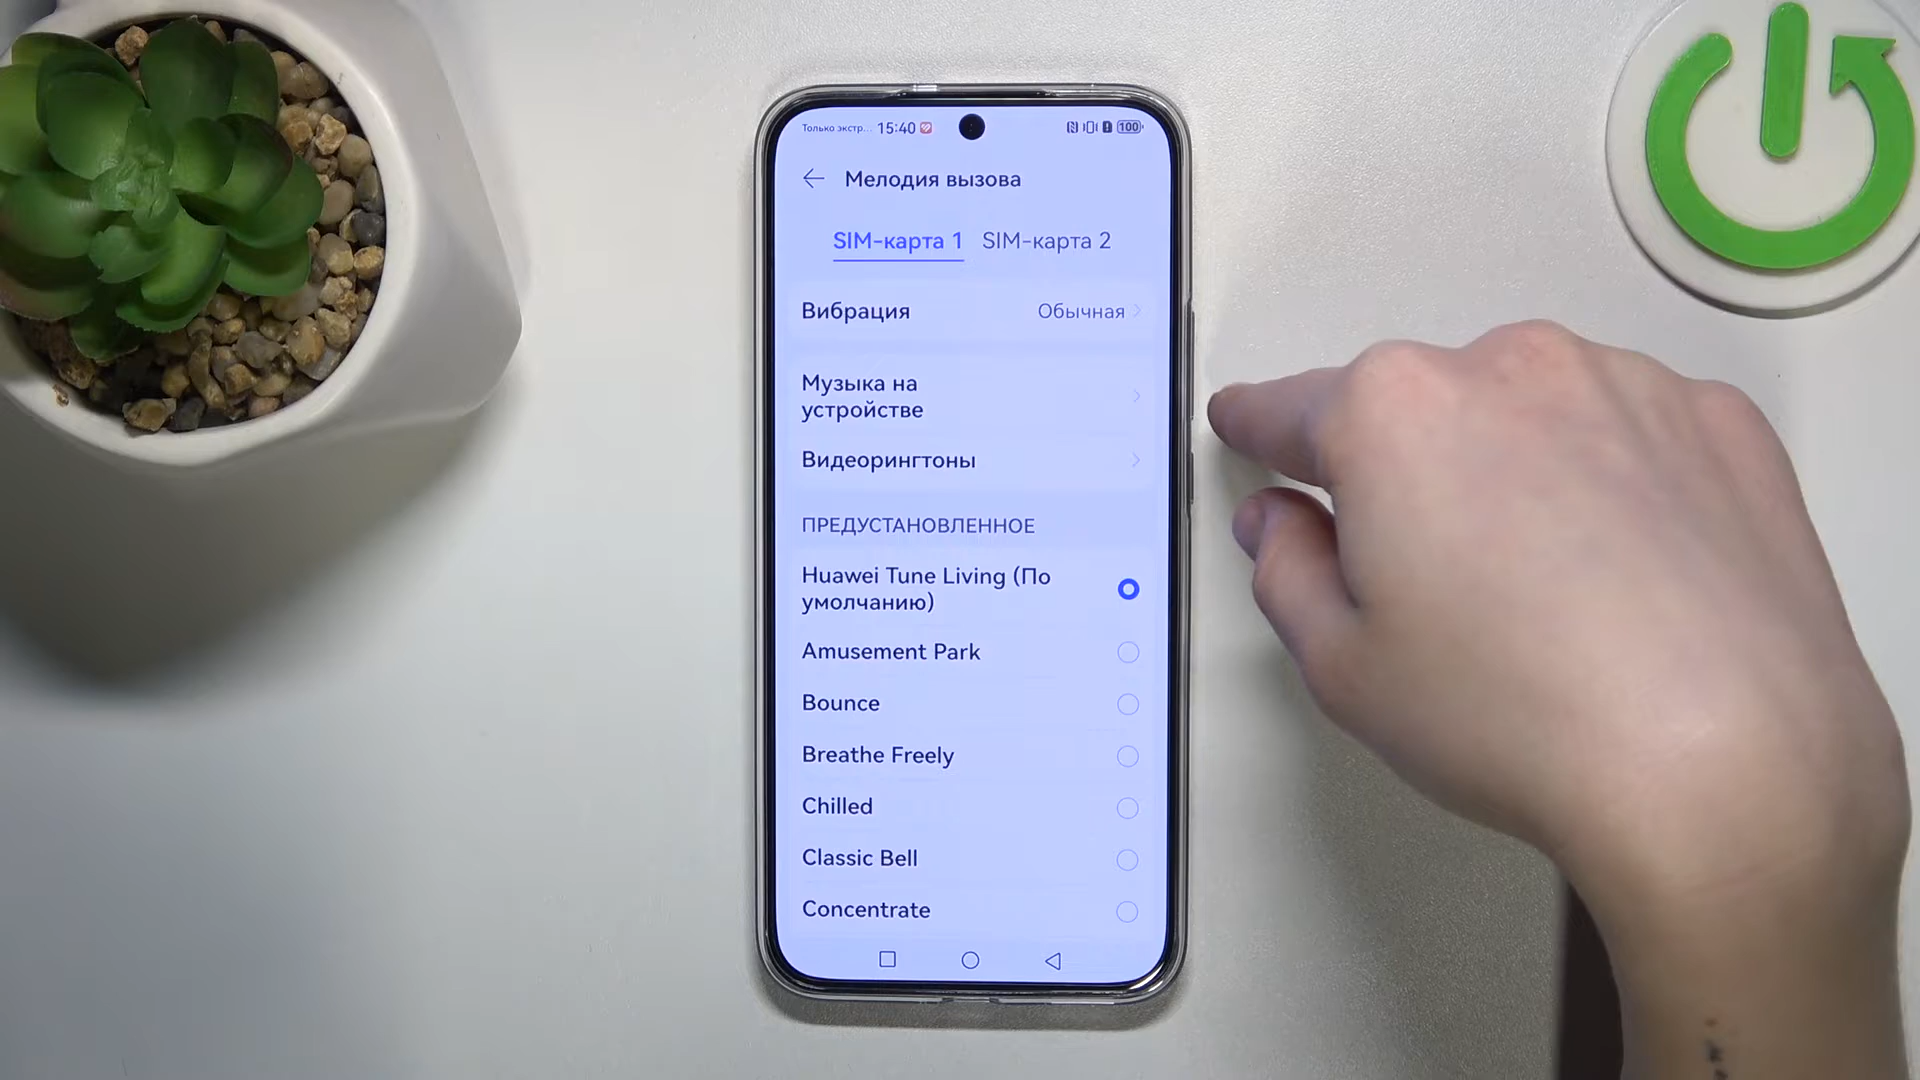 Только экстр... 15:40 100
Мелодия вызова
SIM-карта 1 SIM-карта 2
Вибрация Обычная
Музыка на
устройстве
Видеорингтоны
ПРЕДУСТАНОВЛЕННОЕ
Huawei Tune Living (По
умолчанию)
Amusement Park
Bounce
Breathe Freely
Chilled
Classic Bell
Concentrate